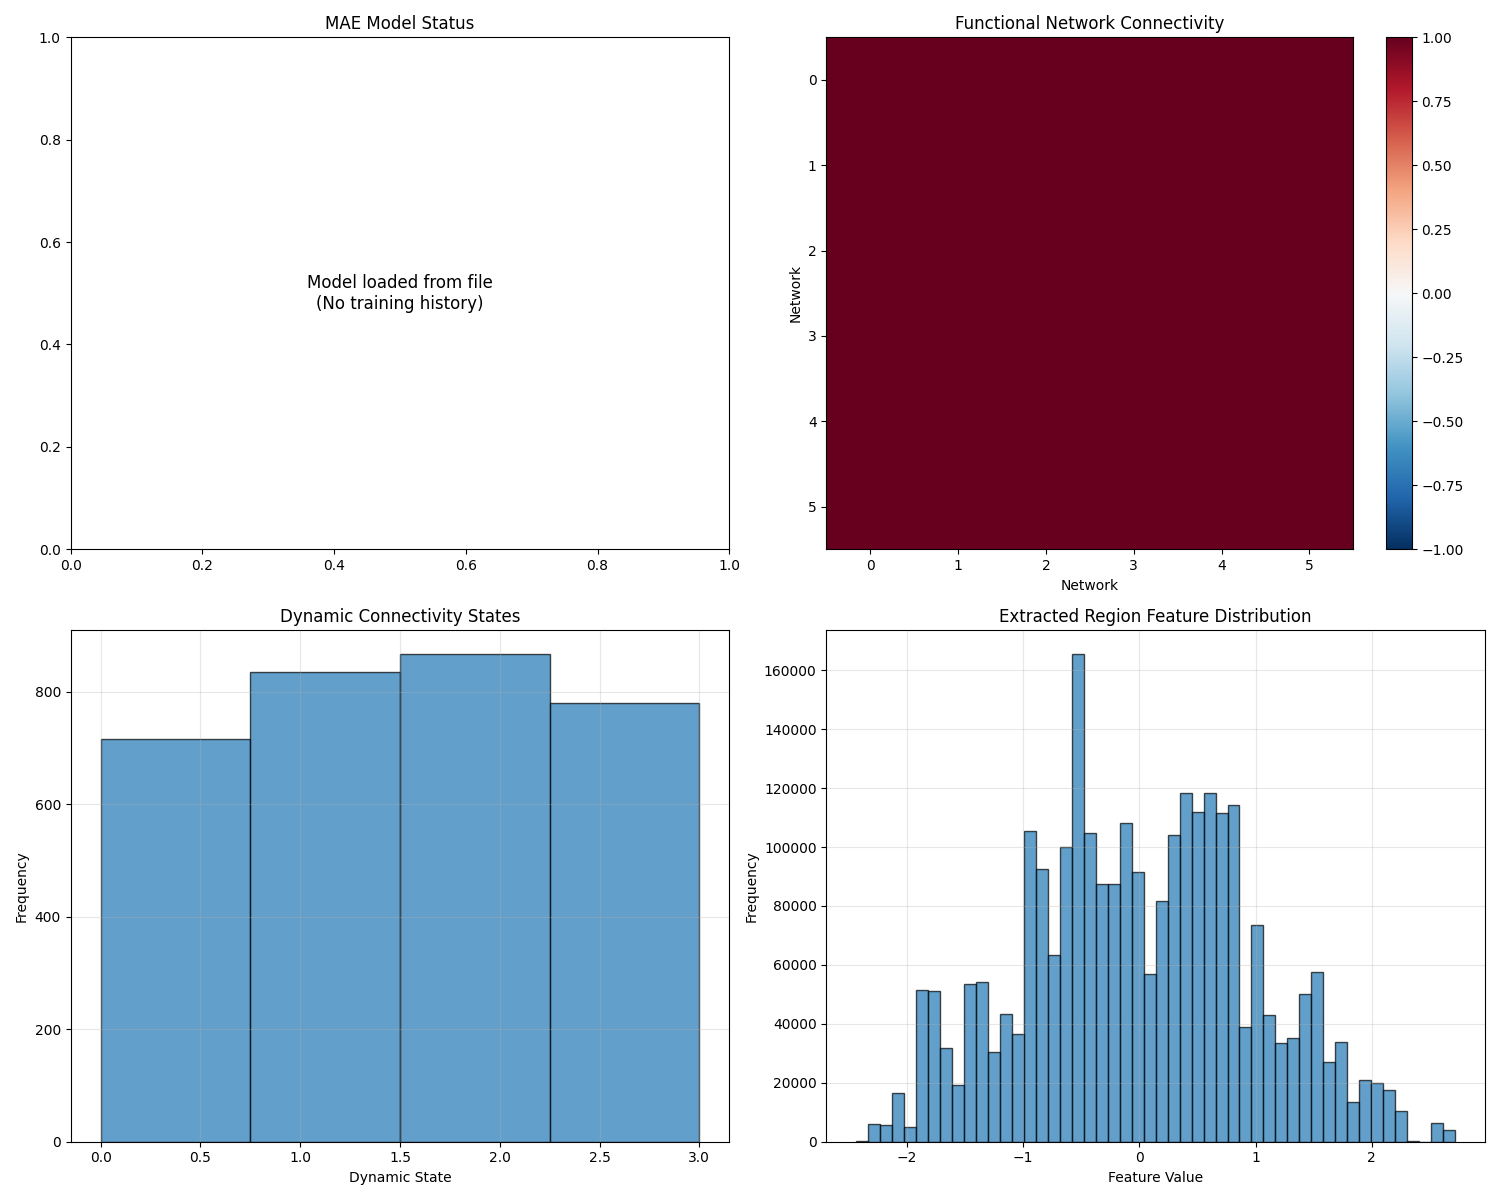 MAE Model Status
1.0
0.8
0.6
0.4
0.2
0.0
Model loaded from file
(No training history)
0.0 0.2 0.4 0.6 0.8 1.0
Functional Network Connectivity
Network
0
1
2
3
4
5
0 1 2 3 4 5
Network
1.00
0.75
0.50
0.25
0.00
−0.25
−0.50
−0.75
−1.00
Dynamic Connectivity States
Frequency
800
600
400
200
0
0.0 0.5 1.0 1.5 2.0 2.5 3.0
Dynamic State
Extracted Region Feature Distribution
Frequency
160000
140000
120000
100000
80000
60000
40000
20000
0
−2 −1 0 1 2
Feature Value